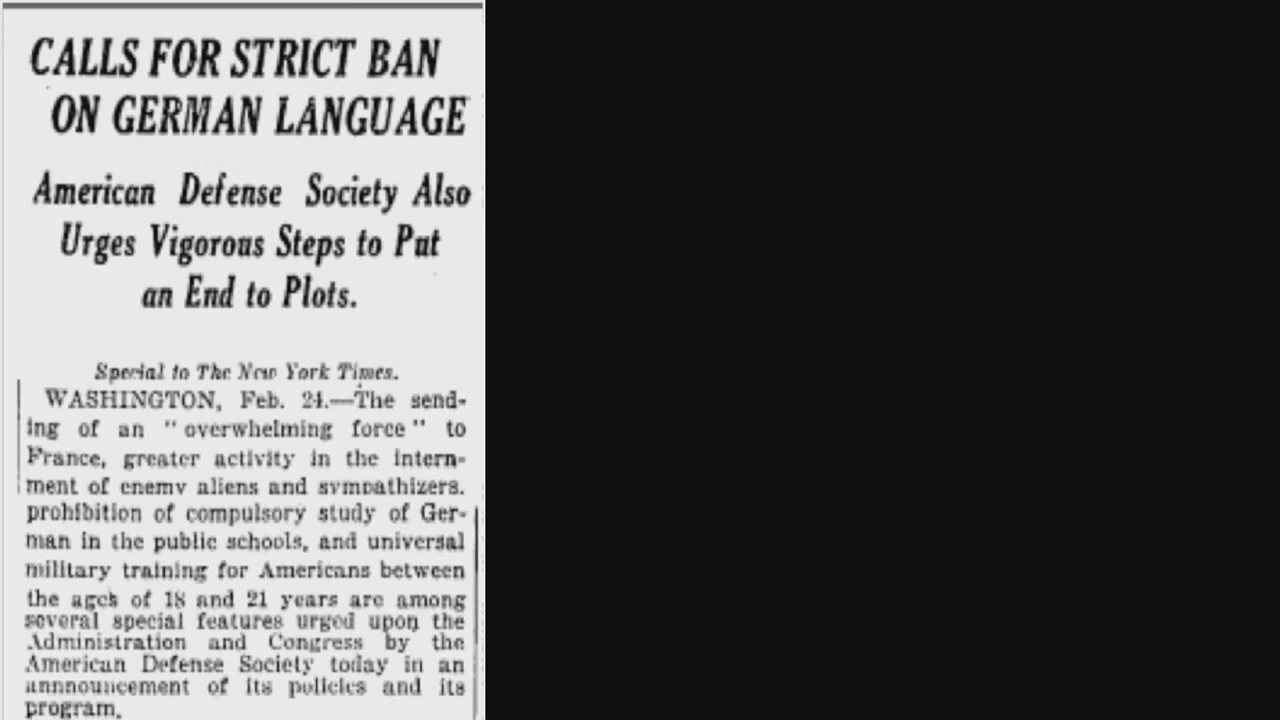 CALLS FOR STRICT BAN
ON GERMAN LANGUAGE
American Defense Society Also
Urges Vigorous Steps to Put
an End to Plots.
Special to The New York Times.
WASHINGTON, Feb. 24.—The send-
ing of an "overwhelming force" to
France, greater activity in the intern-
ment of enemy aliens and sympathizers.
prohibition of compulsory study of Ger-
man in the public schools, and universal
military training for Americans between
the ages of 18 and 21 years are among
several special features urged upon the
Administration and Congress by the
American Defense Society today in an
annnouncement of its policies and its
program.